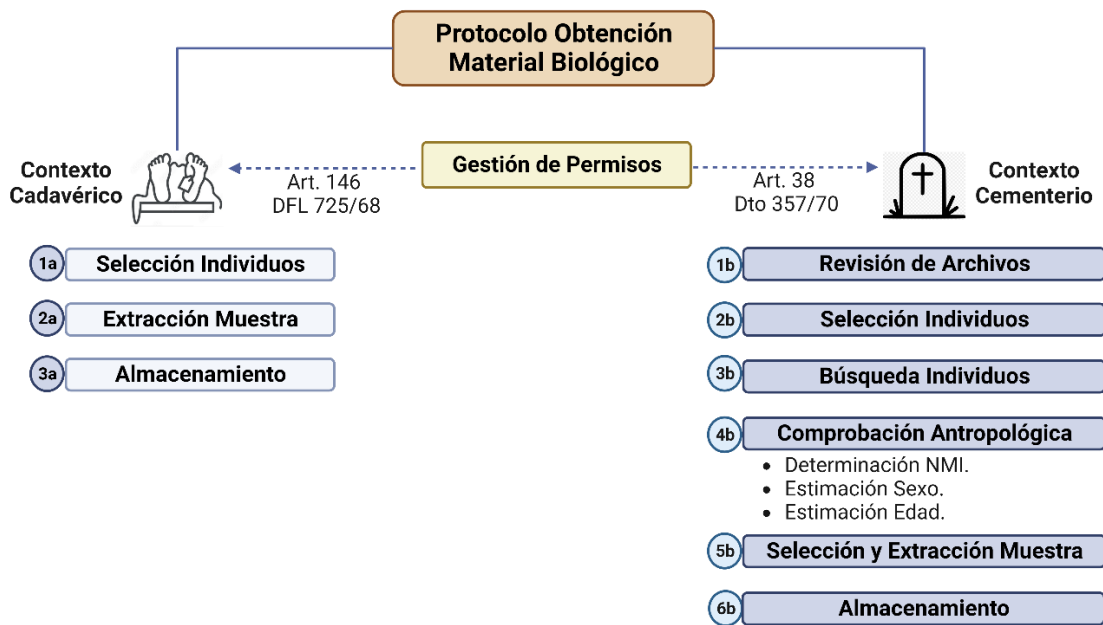 Protocolo Obtención
Material Biológico
Contexto
Cadavérico
Art. 146
DFL 725/68
Gestión de Permisos
Art. 38
Dto 357/70
Contexto
Cementerio
1a Selección Individuos
2a Extracción Muestra
3a Almacenamiento
1b Revisión de Archivos
2b Selección Individuos
3b Búsqueda Individuos
4b Comprobación Antropológica
• Determinación NMI.
• Estimación Sexo.
• Estimación Edad.
5b Selección y Extracción Muestra
6b Almacenamiento